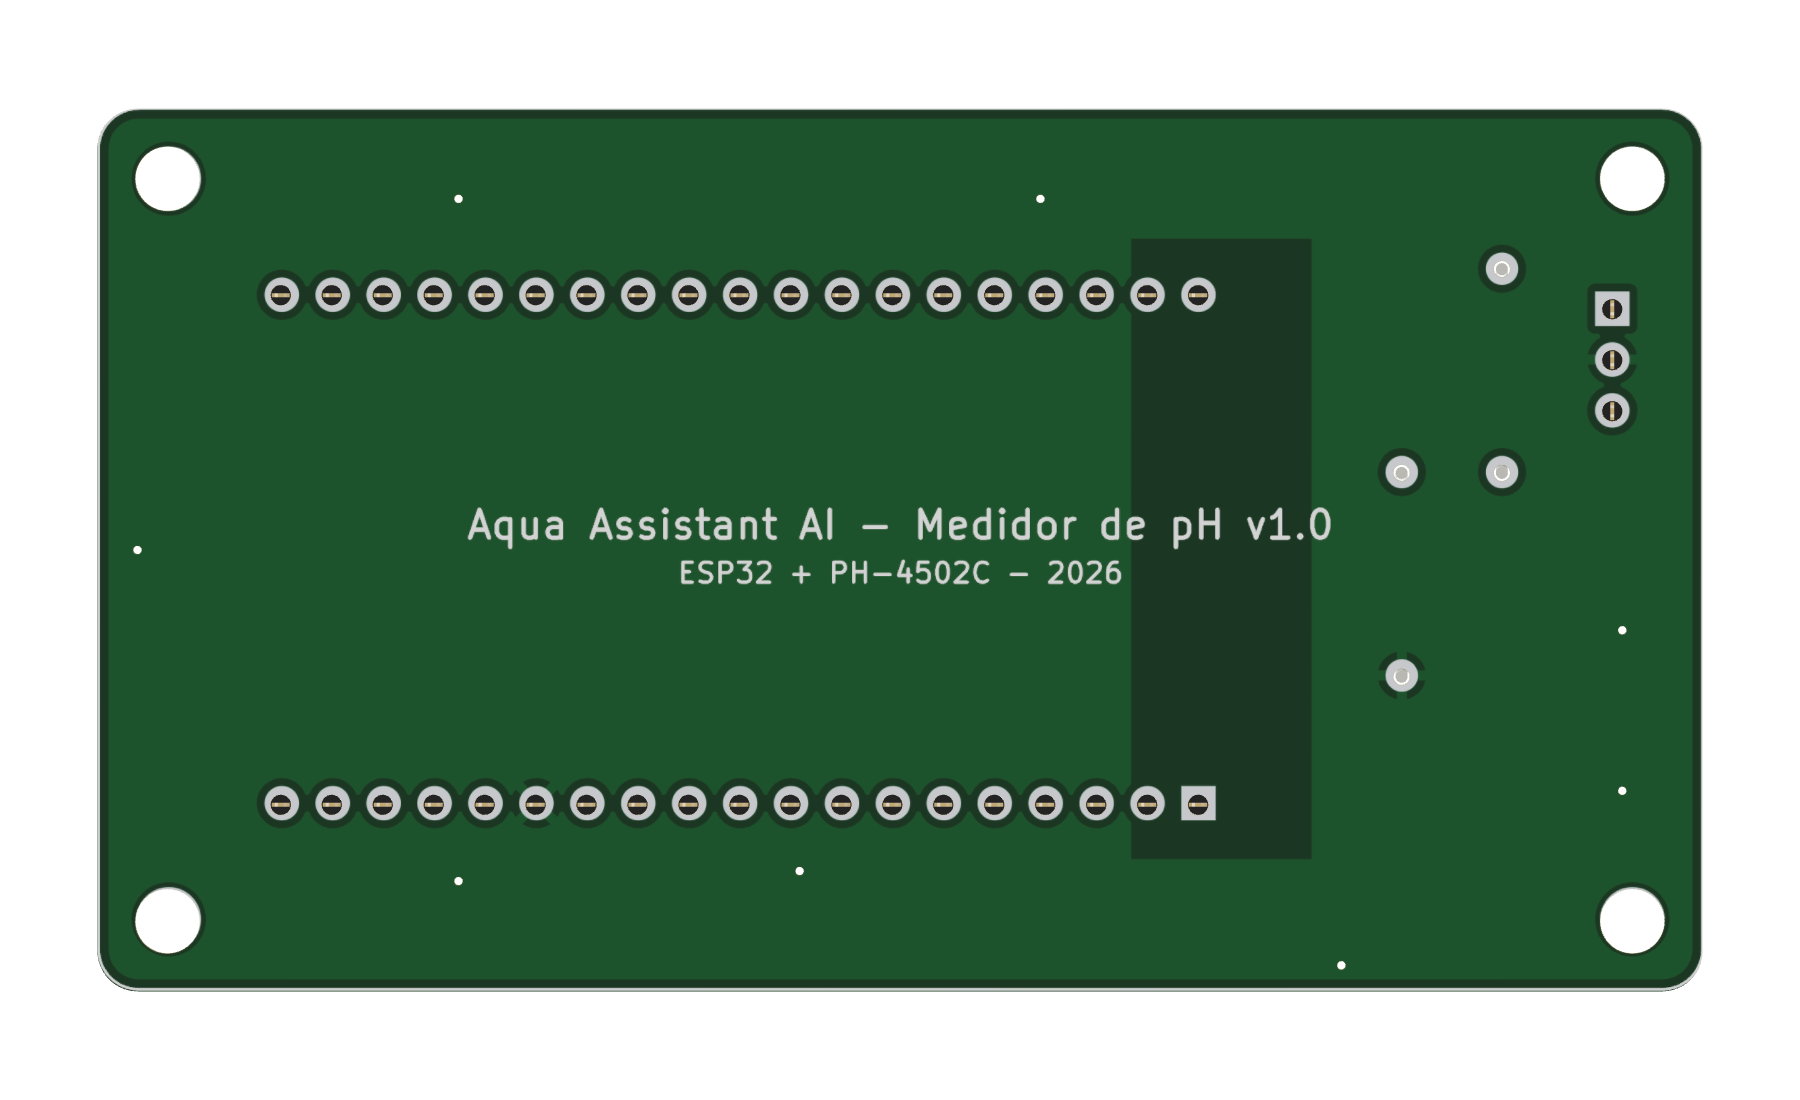 Aqua Assistant AI - Medidor de pH v1.0
ESP32 + PH-4502C - 2026